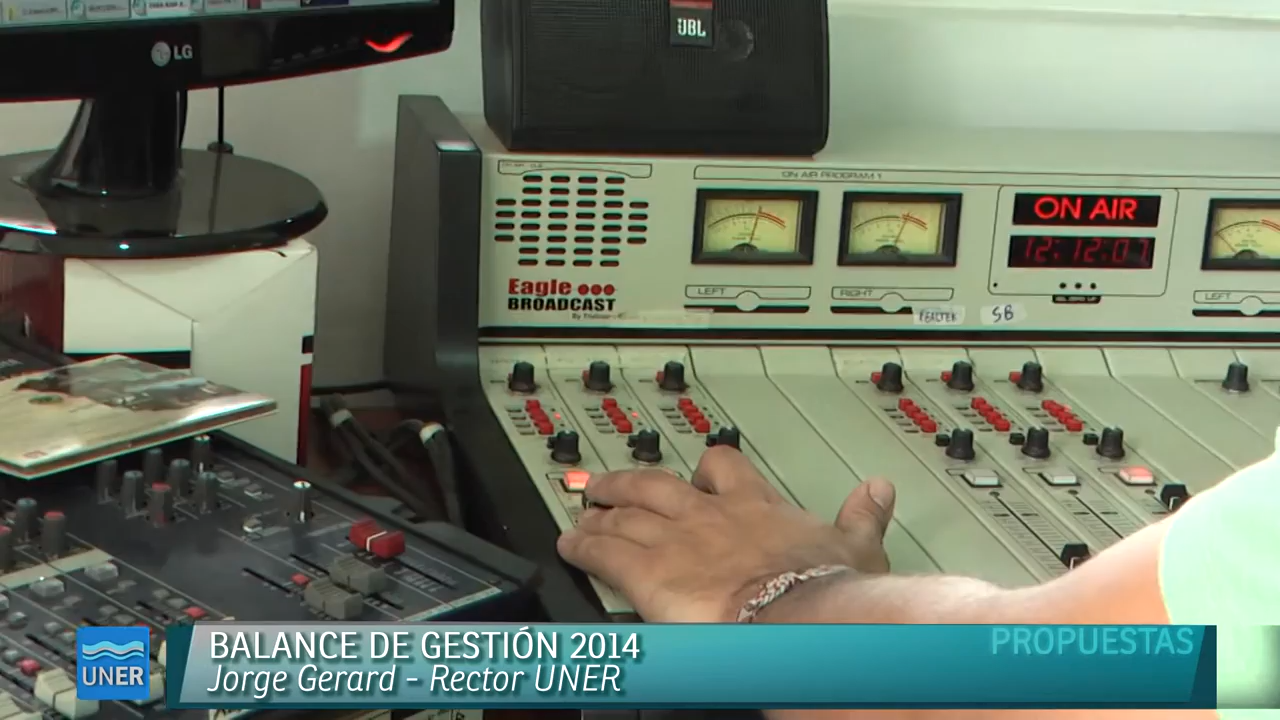 LG
JBL
ON AIR PROGRAM 1
ON AIR
12:12:07
Eagle
BROADCAST
LEFT
RIGHT
SB
LEFT
BALANCE DE GESTIÓN 2014
PROPUESTAS
Jorge Gerard - Rector UNER
UNER